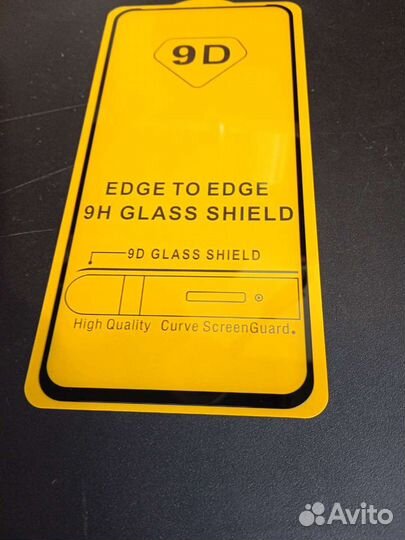 9D
EDGE TO EDGE
9H GLASS SHIELD
9D GLASS SHIELD
High Quality Curve ScreenGuard.
Avito